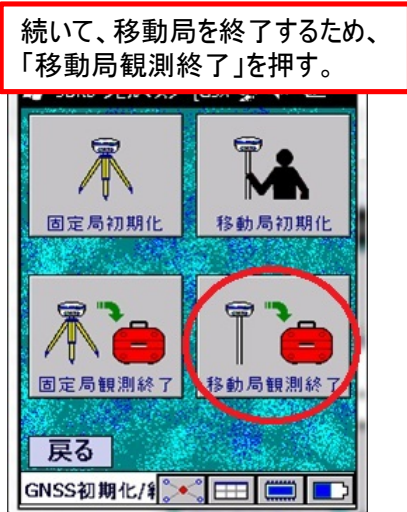 続いて、移動局を終了するため、
「移動局観測終了」を押す。
固定局初期化
移動局初期化
固定局観測終了
移動局観測終了
戻る
GNSS初期化/